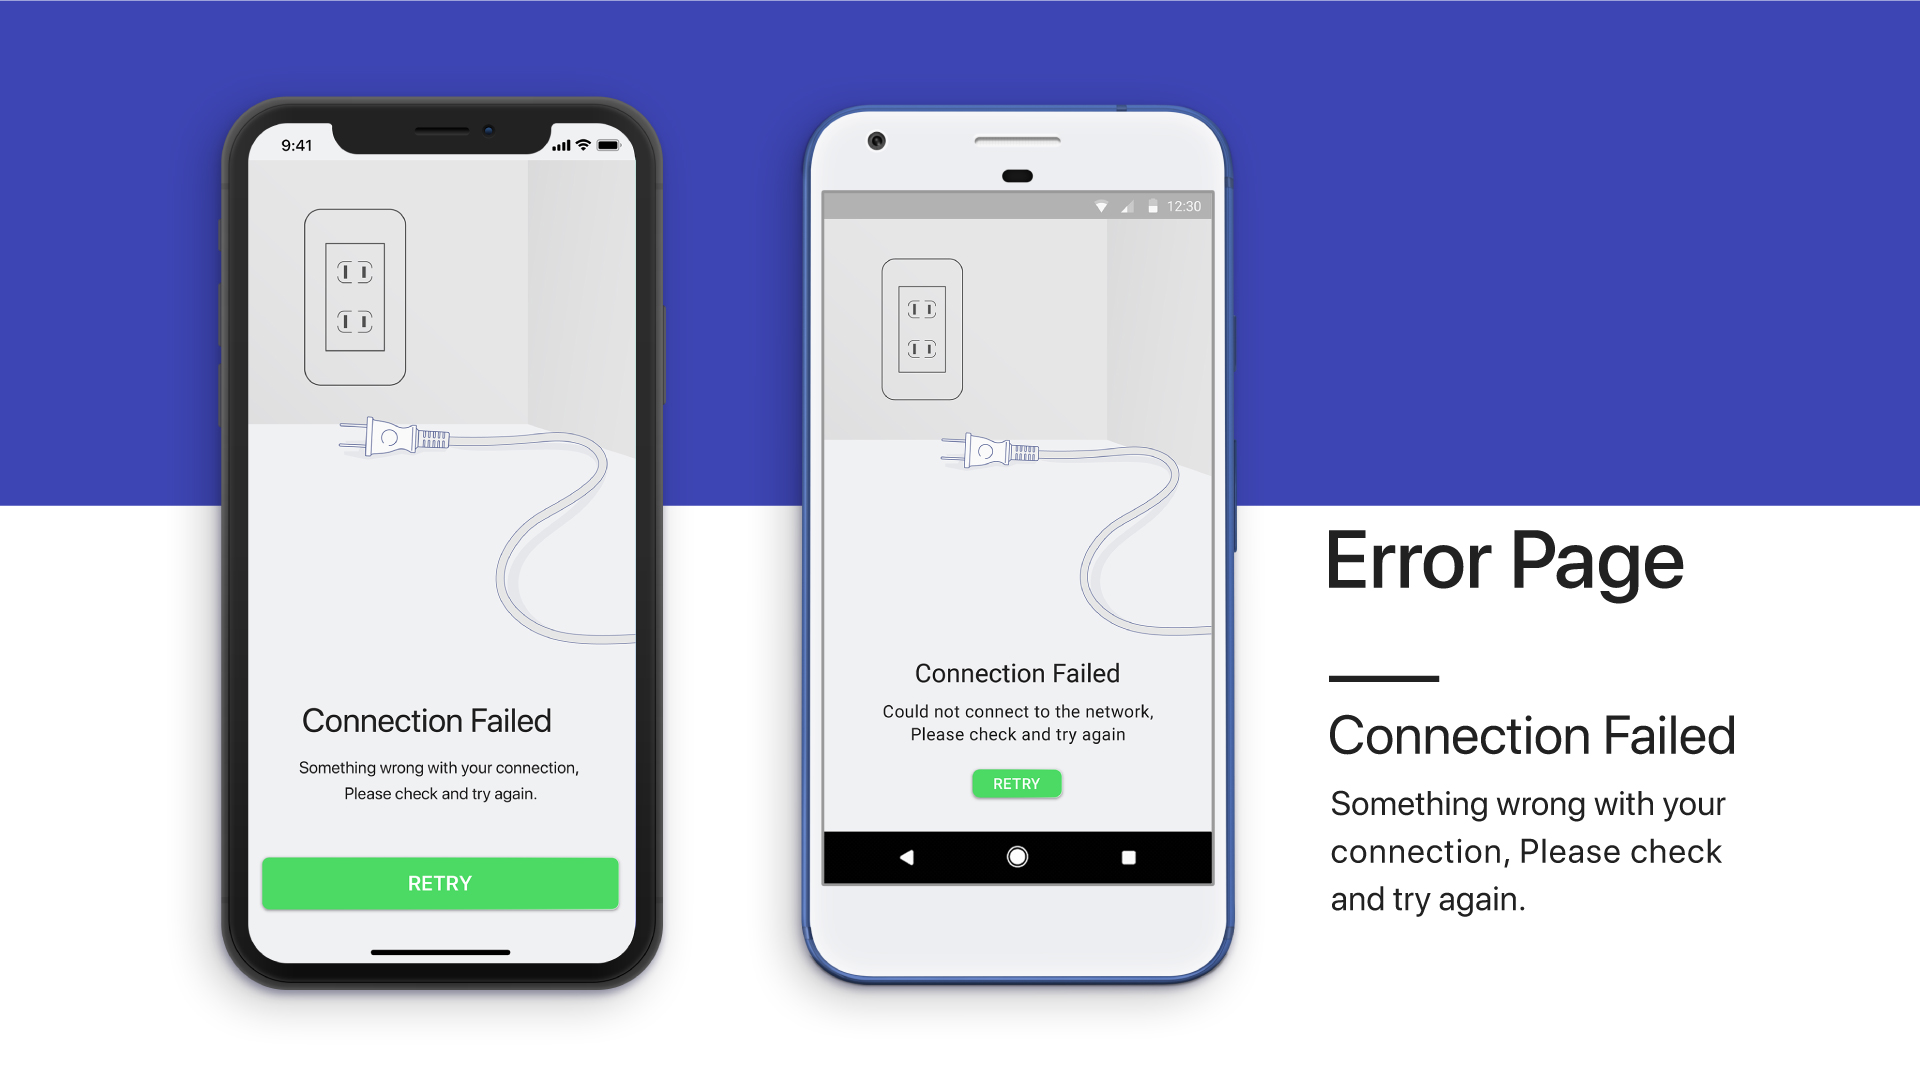 9:41
Connection Failed
Something wrong with your connection,
Please check and try again.
RETRY
12:30
Connection Failed
Could not connect to the network,
Please check and try again
RETRY
Error Page
Connection Failed
Something wrong with your
connection, Please check
and try again.